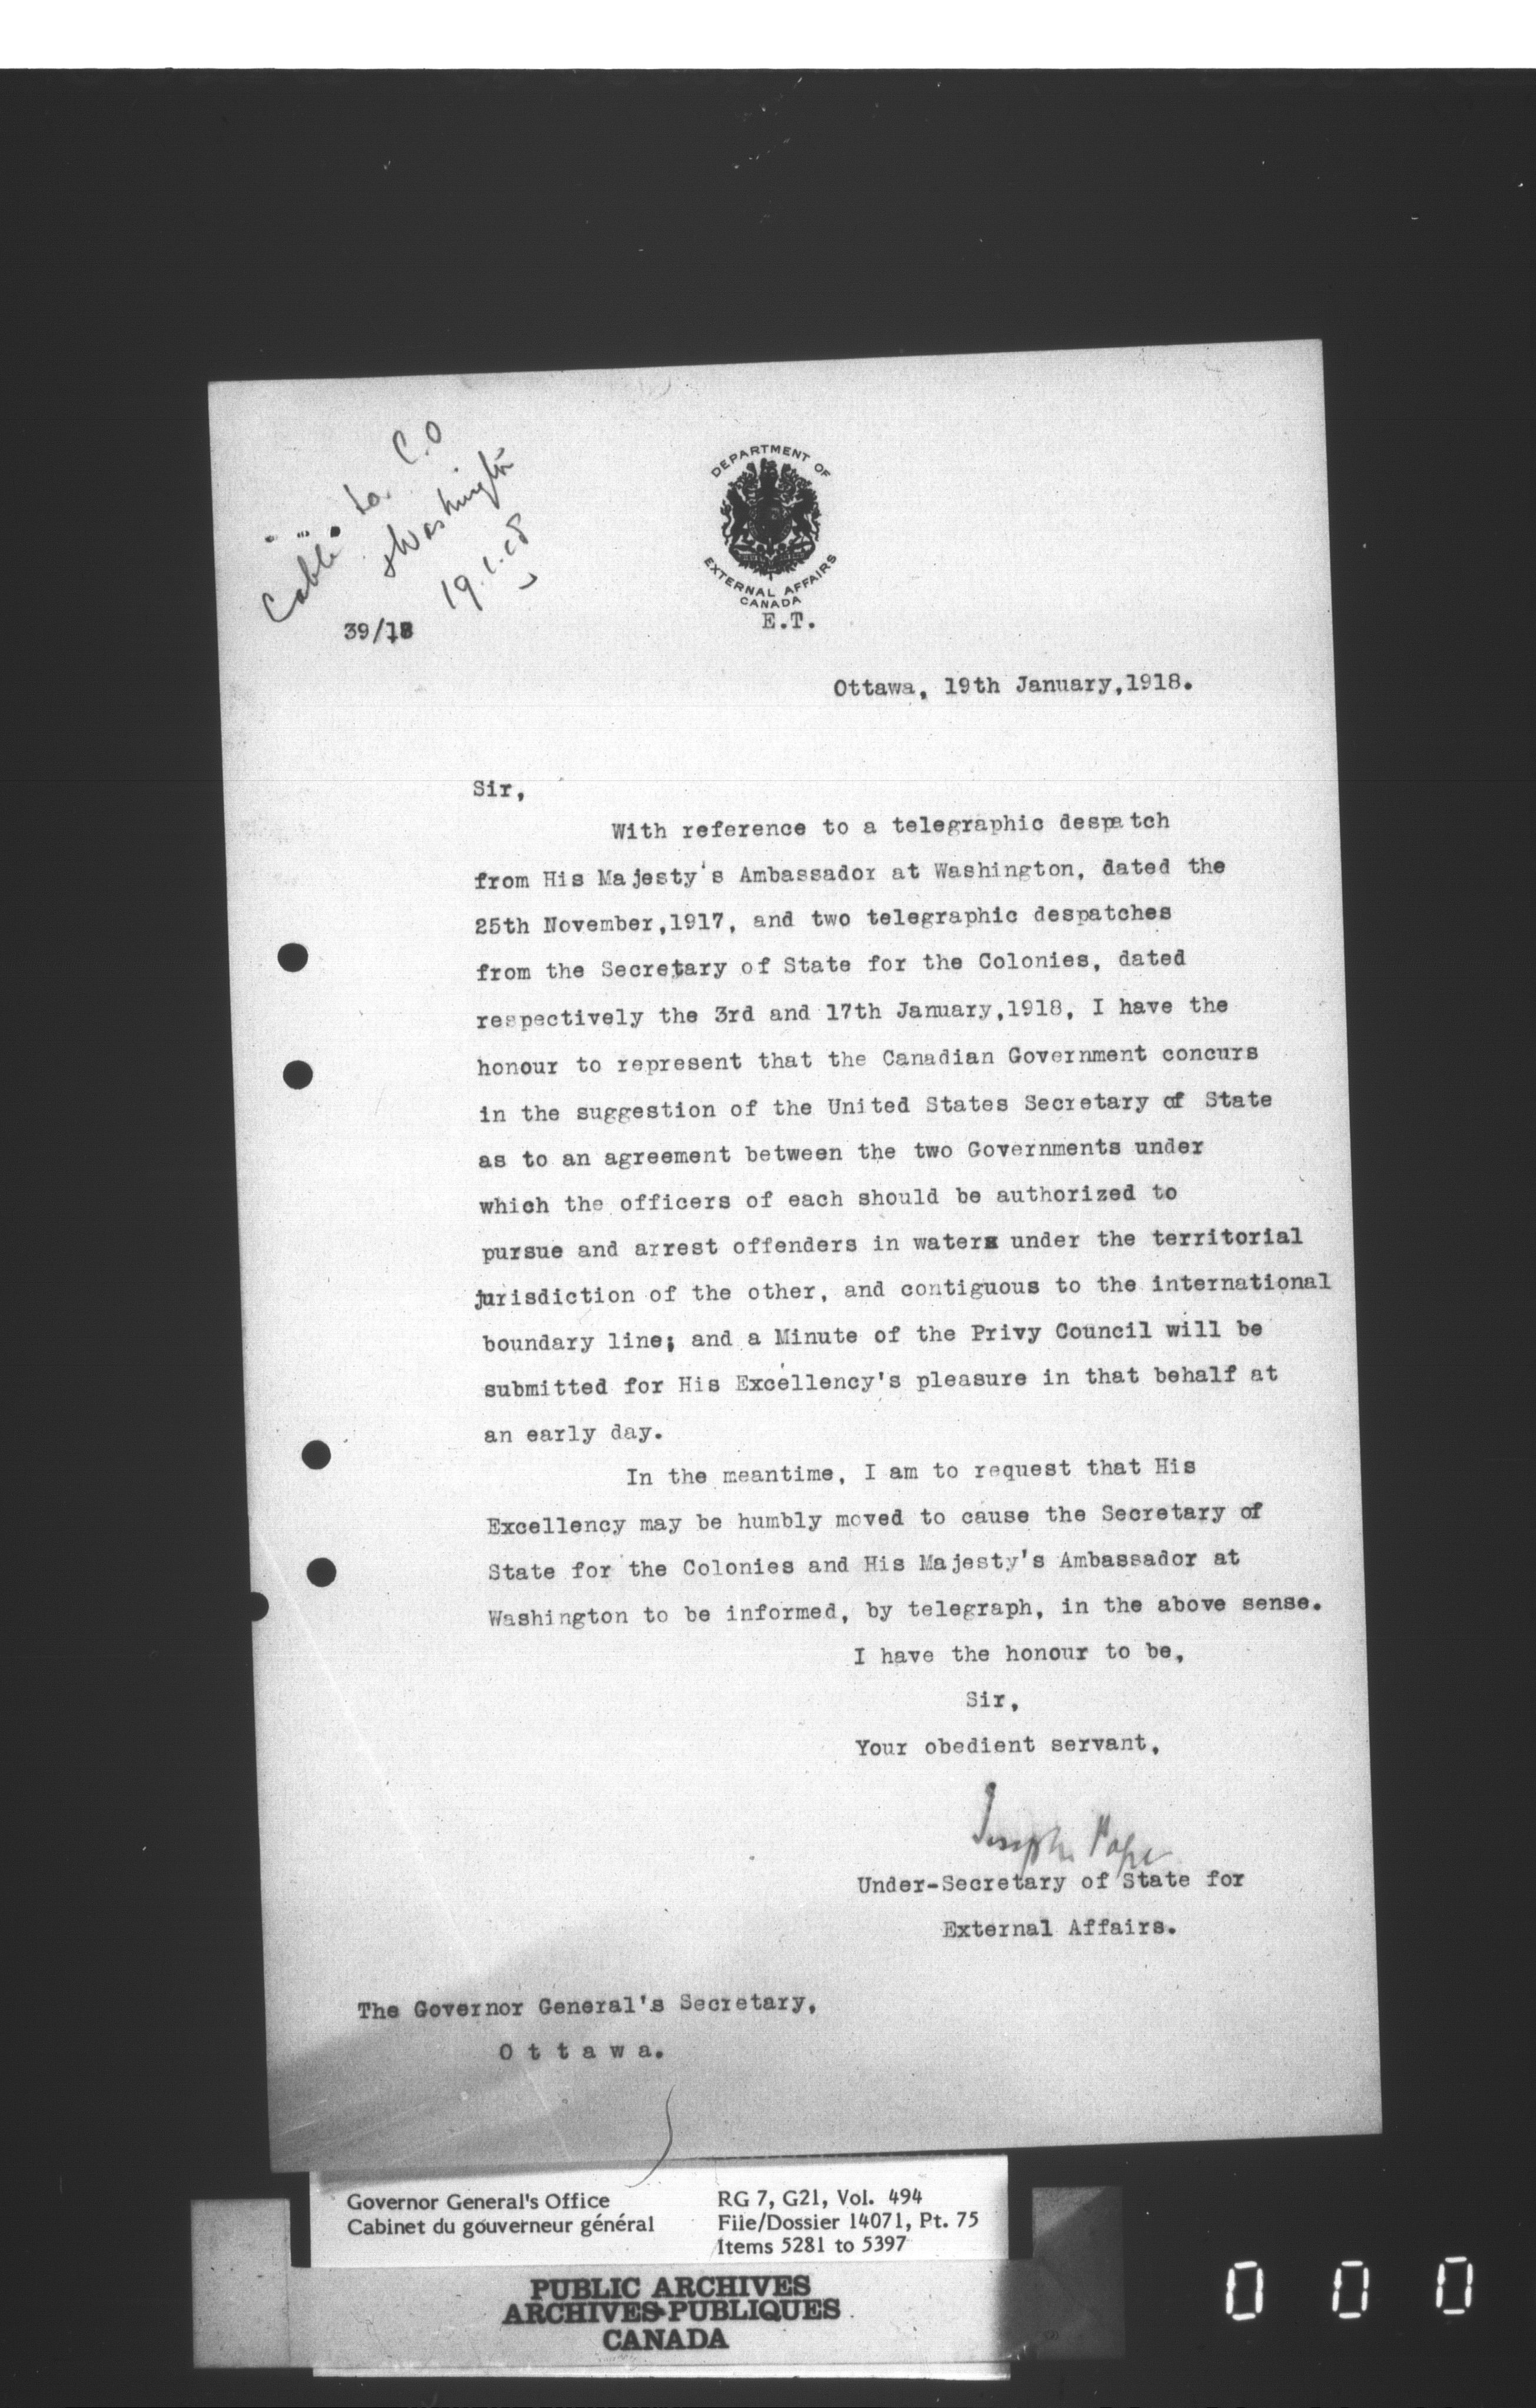 Cable to C.O
& Washington
19.1.18
39/18
DEPARTMENT OF
EXTERNAL AFFAIRS
CANADA
E.T.
Ottawa, 19th January,1918.
Sir,
With reference to a telegraphic despatch
from His Majesty's Ambassador at Washington, dated the
25th November,1917, and two telegraphic despatches
from the Secretary of State for the Colonies, dated
respectively the 3rd and 17th January,1918, I have the
honour to represent that the Canadian Government concurs
in the suggestion of the United States Secretary of State
as to an agreement between the two Governments under
which the officers of each should be authorized to
pursue and arrest offenders in waters under the territorial
jurisdiction of the other, and contiguous to the international
boundary line; and a Minute of the Privy Council will be
submitted for His Excellency's pleasure in that behalf at
an early day.
In the meantime, I am to request that His
Excellency may be humbly moved to cause the Secretary of
State for the Colonies and His Majesty's Ambassador at
Washington to be informed, by telegraph, in the above sense.
I have the honour to be,
Sir,
Your obedient servant,
Joseph Pope
Under-Secretary of State for
External Affairs.
The Governor General's Secretary,
O t t a w a.
Governor General's Office
Cabinet du gouverneur général
RG 7, G21, Vol. 494
File/Dossier 14071, Pt. 75
Items 5281 to 5397
PUBLIC ARCHIVES
ARCHIVES PUBLIQUES
CANADA
0 0 0